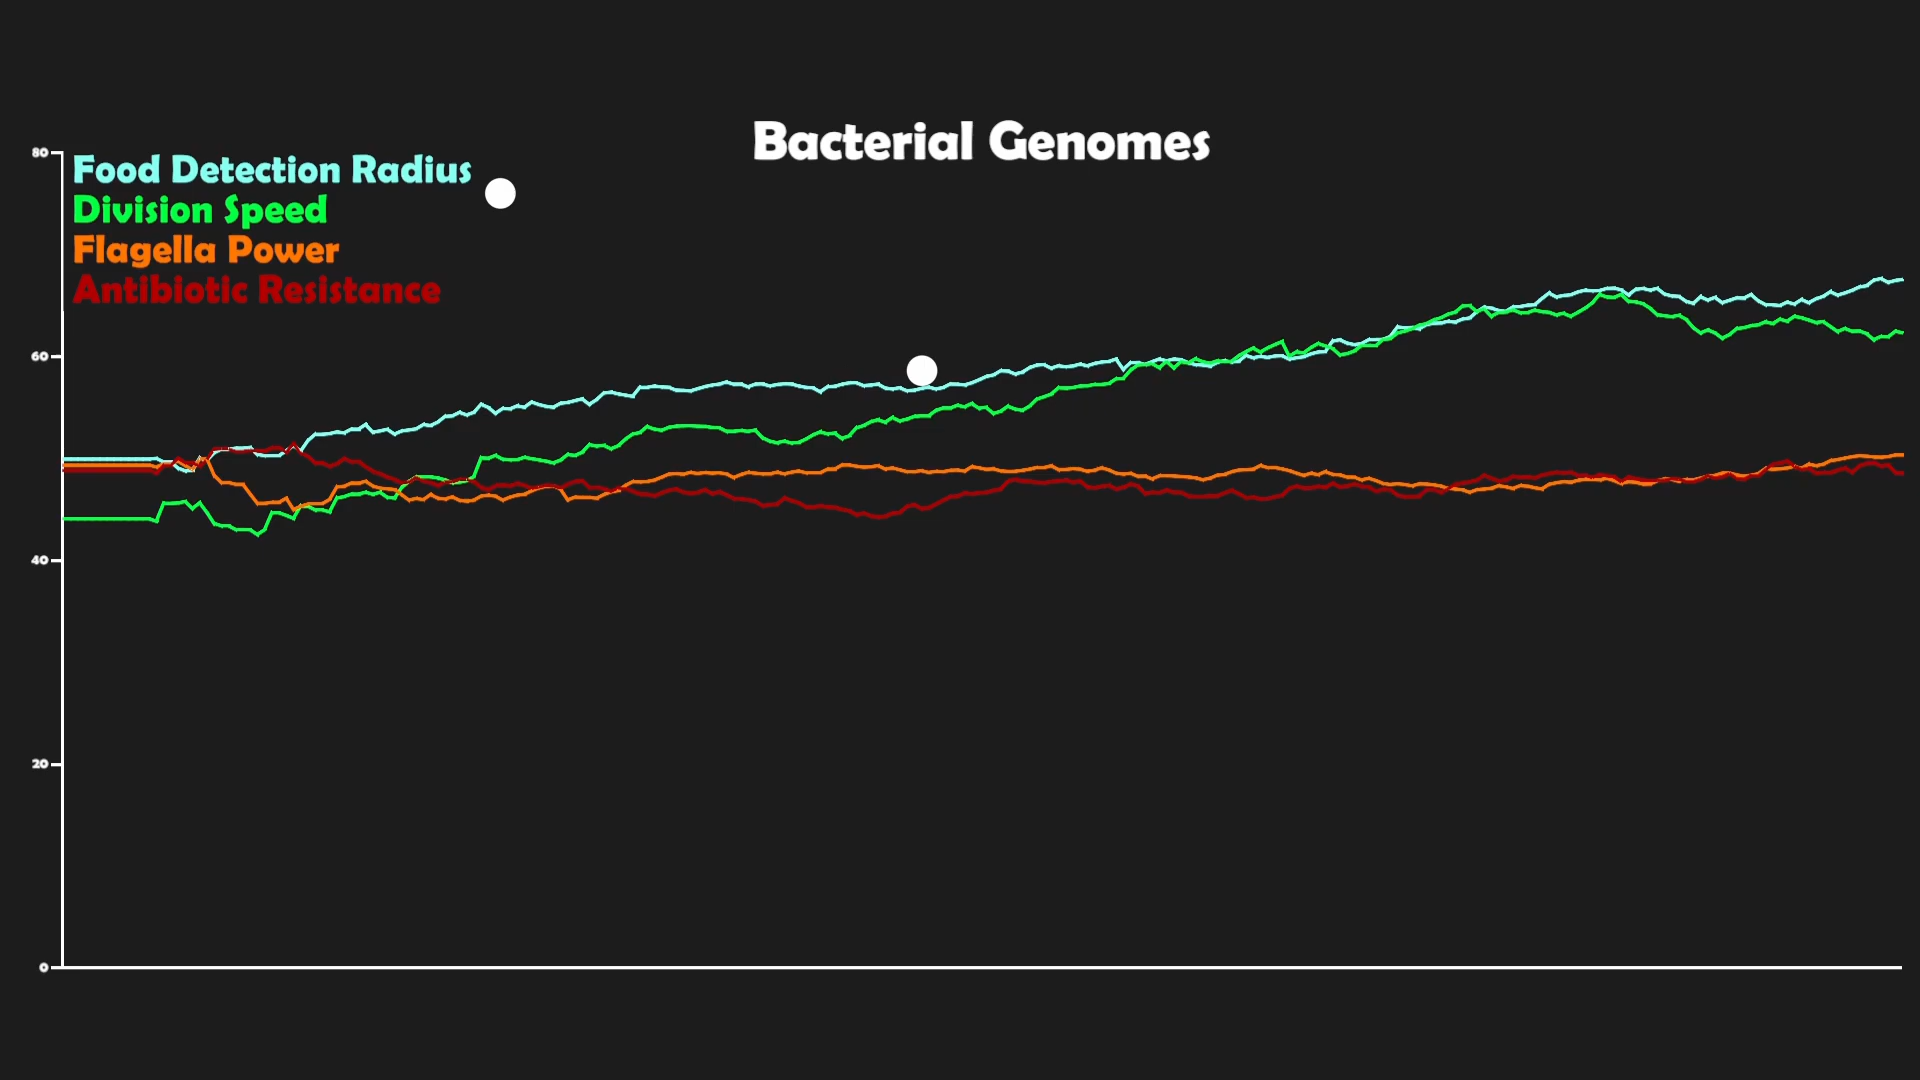 Bacterial Genomes
80
Food Detection Radius
Division Speed
Flagella Power
Antibiotic Resistance
60
40
20
0